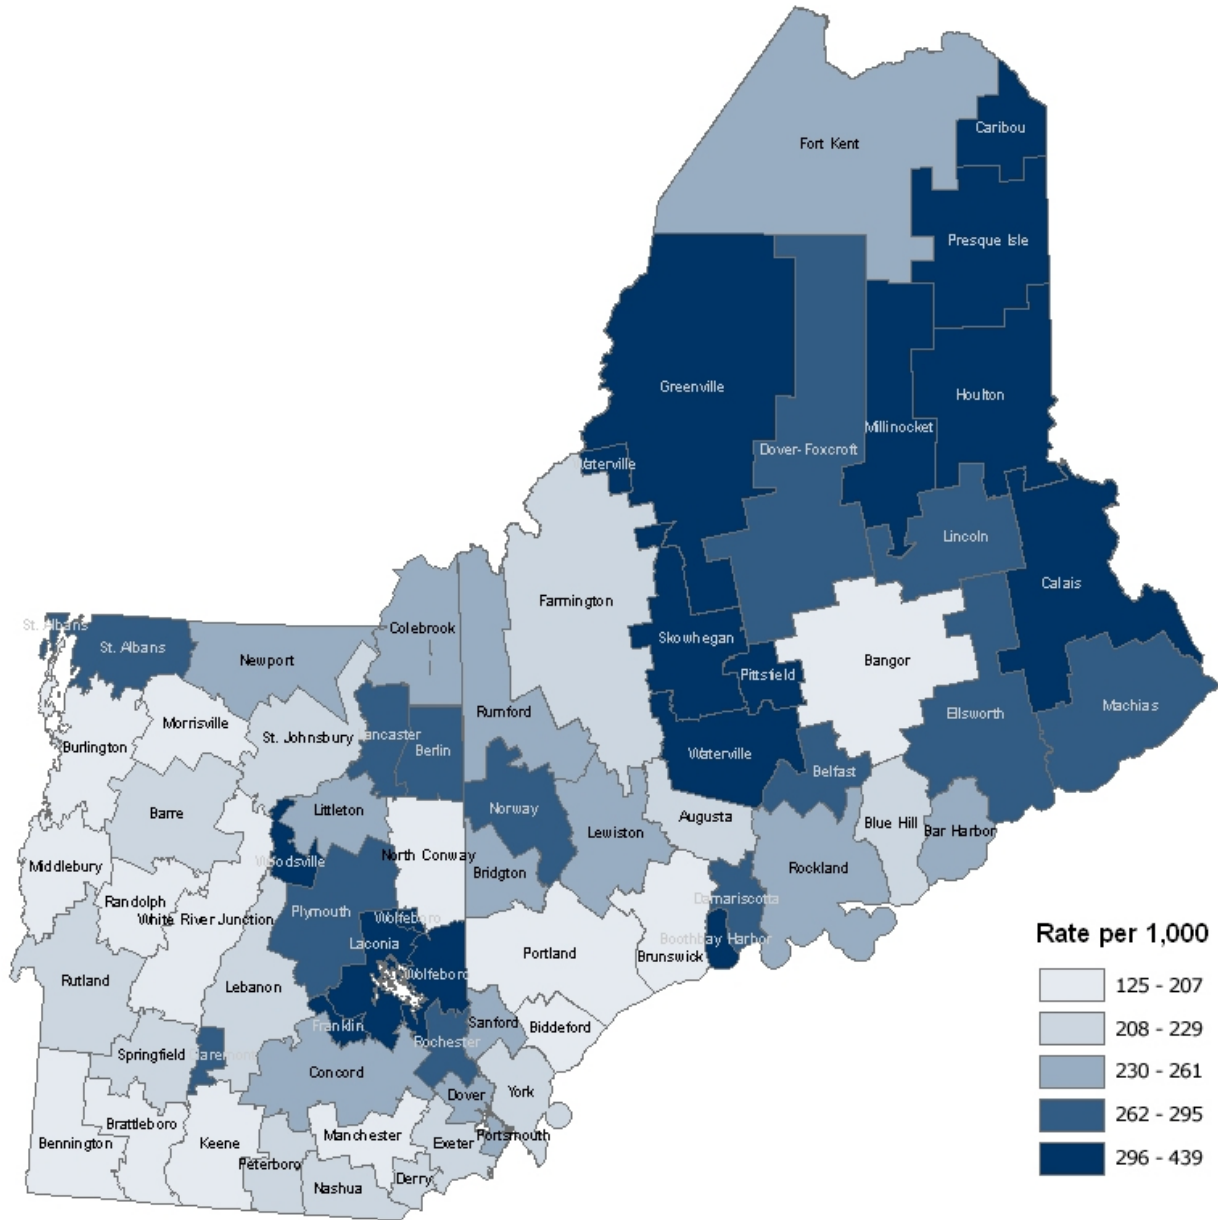 Fort Kent
Caribou
Presque Isle
Greenville
Houlton
Millinocket
Dover-Foxcroft
Waterville
Lincoln
Calais
Farmington
Skowhegan
Colebrook
St. Albans
St. Albans
Newport
Bangor
Pittsfield
Machias
Ellsworth
Rumford
Morrisville
St. Johnsbury
Lancaster
Burlington
Berlin
Waterville
Belfast
Norway
Littleton
Barre
Augusta
Blue Hill
Bar Harbor
Lewiston
North Conway
Woodsville
Middlebury
Bridgton
Rockland
Randolph
Damariscotta
Plymouth
White River Junction
Wolfeboro
Laconia
Boothbay Harbor
Brunswick
Portland
Wolfeboro
Rutland
Lebanon
Franklin
Sanford
Biddeford
Rochester
Springfield
Claremont
Concord
Dover
York
Brattleboro
Bennington
Keene
Manchester
Exeter
Portsmouth
Peterboro
Derry
Nashua
Rate per 1,000
125 - 207
208 - 229
230 - 261
262 - 295
296 - 439